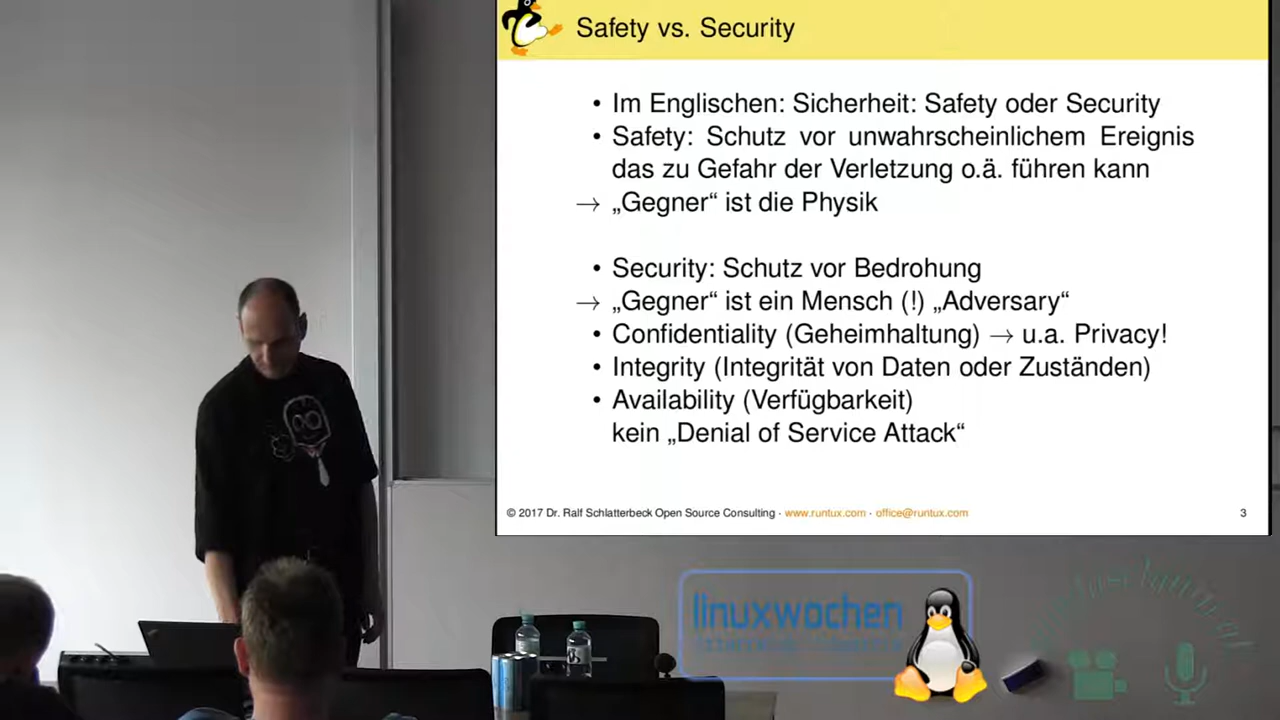 Safety vs. Security
• Im Englischen: Sicherheit: Safety oder Security
• Safety: Schutz vor unwahrscheinlichem Ereignis
das zu Gefahr der Verletzung o.ä. führen kann
→ „Gegner“ ist die Physik
• Security: Schutz vor Bedrohung
→ „Gegner“ ist ein Mensch (!) „Adversary“
• Confidentiality (Geheimhaltung) → u.a. Privacy!
• Integrity (Integrität von Daten oder Zuständen)
• Availability (Verfügbarkeit)
kein „Denial of Service Attack“
© 2017 Dr. Ralf Schlatterbeck Open Source Consulting · www.runtux.com · office@runtux.com
3
linuxwochen